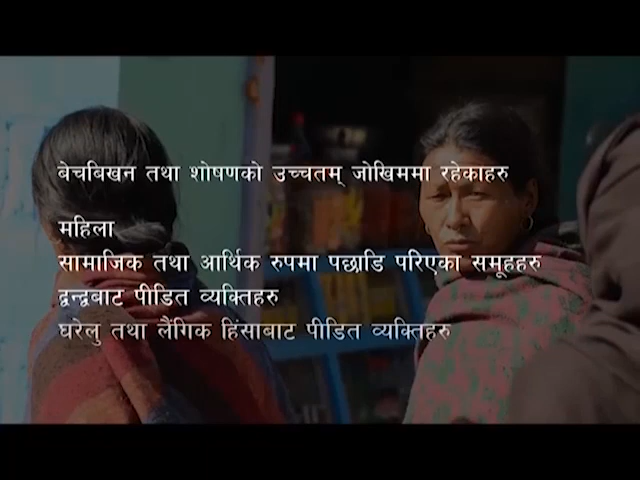 बेचबिखन तथा शोषणको उच्चतम् जोखिममा रहेकाहरु
महिला
सामाजिक तथा आर्थिक रुपमा पछाडि परिएका समूहहरु
द्वन्द्वबाट पीडित व्यक्तिहरु
घरेलु तथा लैंगिक हिंसाबाट पीडित व्यक्तिहरु